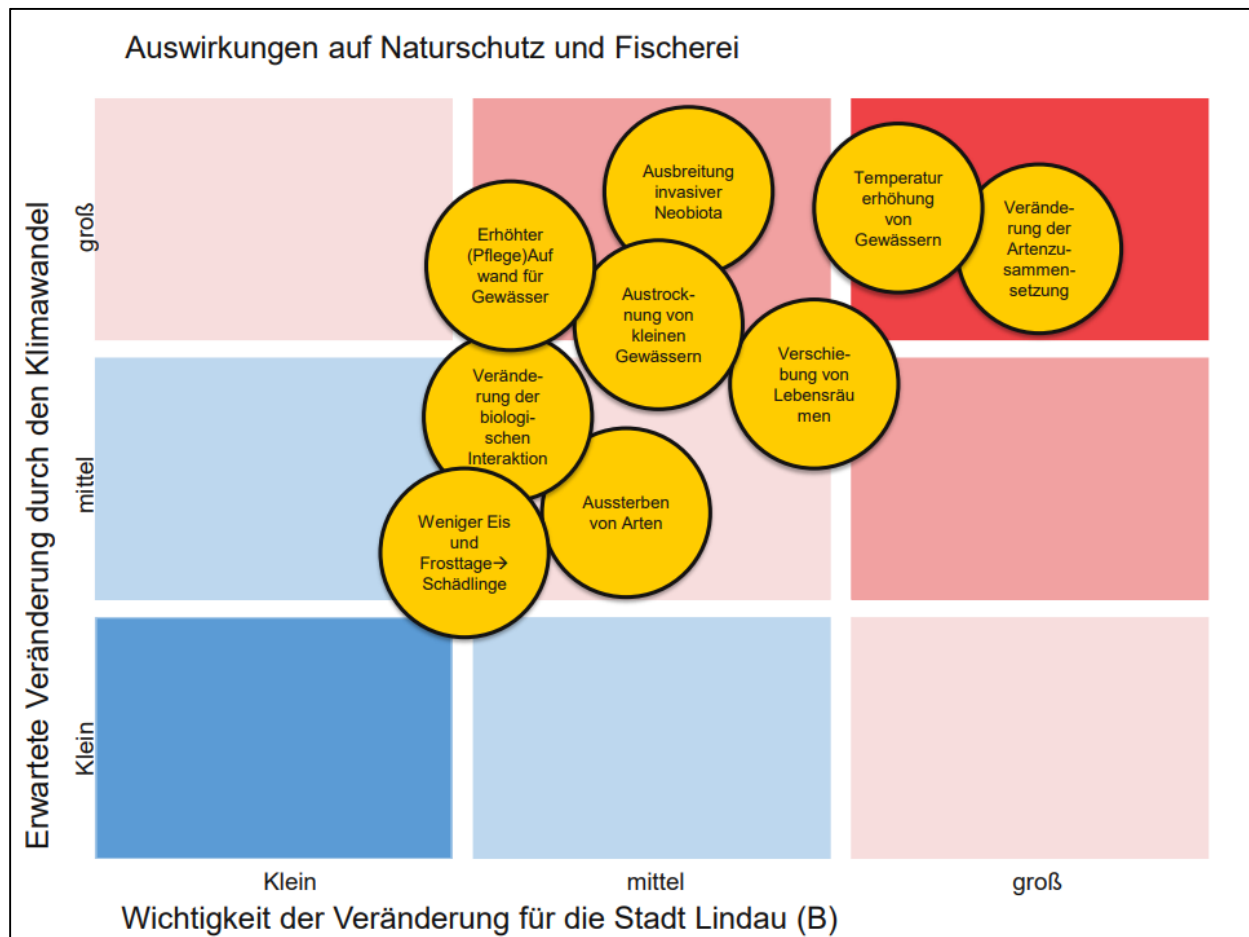 Auswirkungen auf Naturschutz und Fischerei
Erwartete Veränderung durch den Klimawandel
groß
mittel
Klein
Ausbreitung
invasiver
Neobiota
Temperatur
erhöhung
von
Gewässern
Verände-
rung der
Artenzu-
sammen-
setzung
Erhöhter
(Pflege)Auf
wand für
Gewässer
Austrock-
nung von
kleinen
Gewässern
Verschie-
bung von
Lebensräu
men
Verände-
rung der
biologi-
schen
Interaktion
Aussterben
von Arten
Weniger Eis
und
Frosttage→
Schädlinge
Klein
mittel
groß
Wichtigkeit der Veränderung für die Stadt Lindau (B)